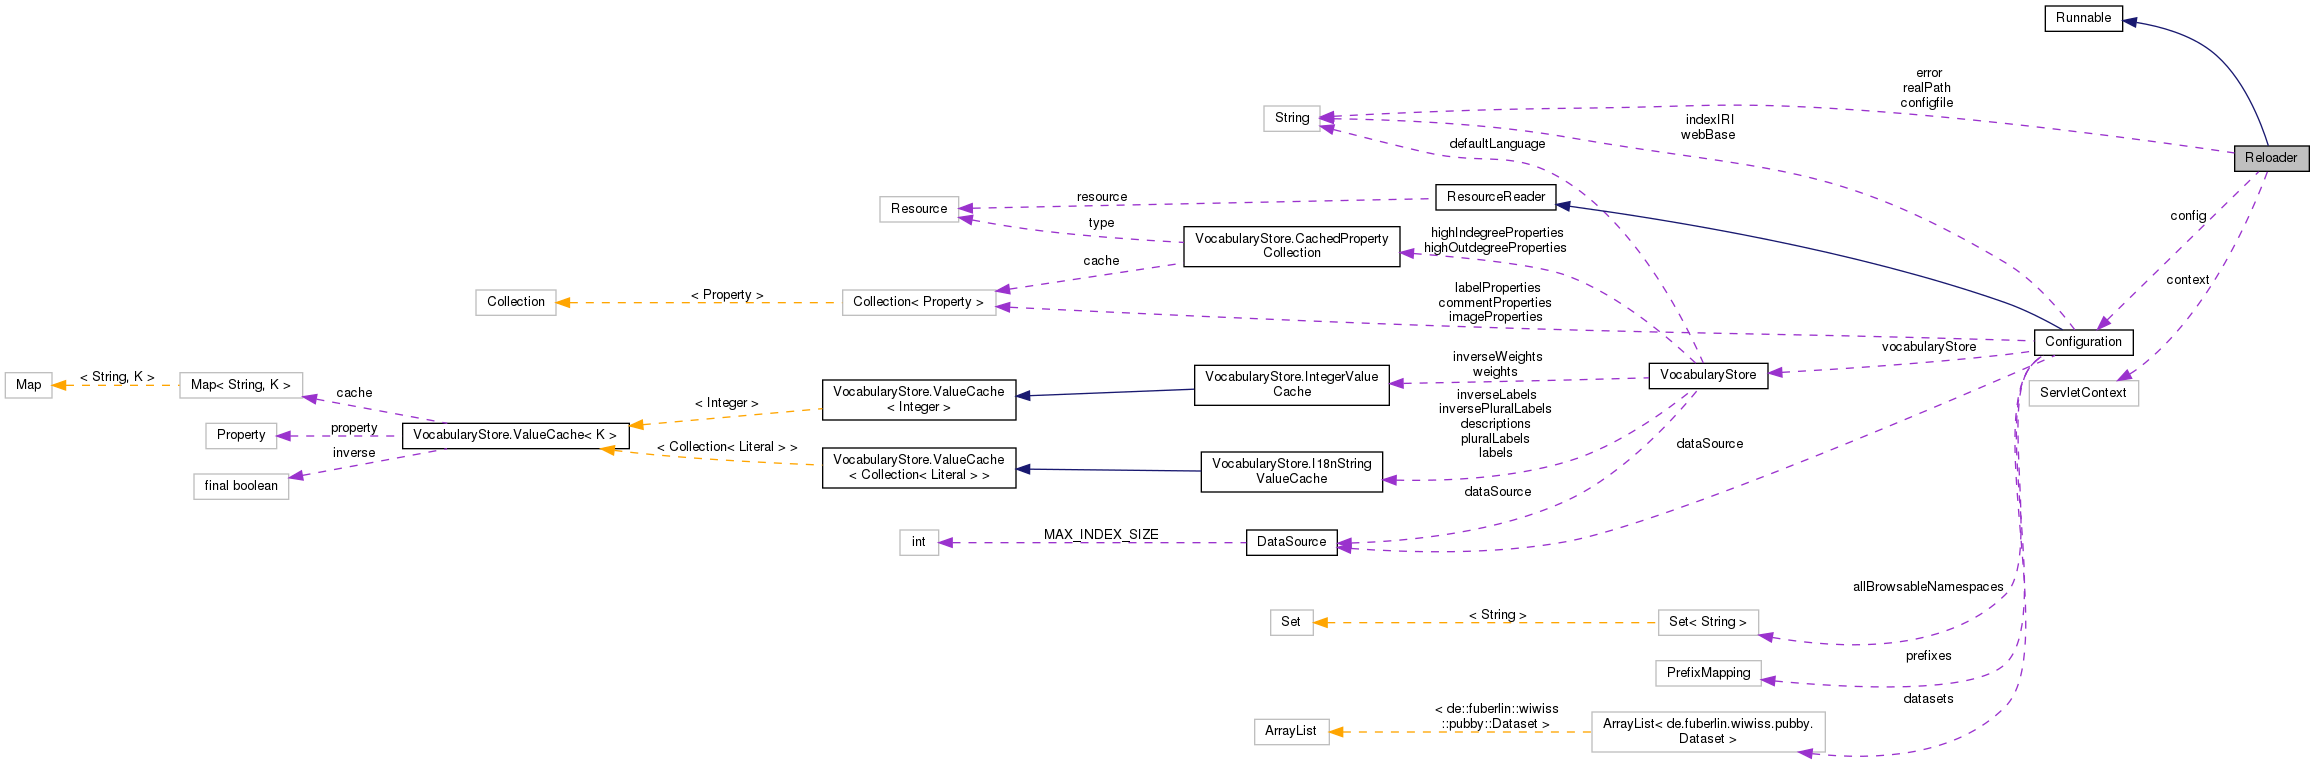 Runnable
error
realPath
configfile
String
indexIRI
webBase
defaultLanguage
Reloader
resource
ResourceReader
Resource
type
VocabularyStore.CachedProperty
Collection
highIndegreeProperties
highOutdegreeProperties
config
cache
context
Collection
< Property >
Collection< Property >
labelProperties
commentProperties
imageProperties
Configuration
vocabularyStore
inverseWeights
weights
VocabularyStore
Map
< String, K >
Map< String, K >
cache
VocabularyStore.ValueCache
< Integer >
VocabularyStore.IntegerValue
Cache
ServletContext
< Integer >
inverseLabels
inversePluralLabels
descriptions
pluralLabels
labels
Property
property
VocabularyStore.ValueCache< K >
inverse
< Collection< Literal > >
VocabularyStore.ValueCache
< Collection< Literal > >
VocabularyStore.I18nString
ValueCache
dataSource
final boolean
dataSource
int
MAX_INDEX_SIZE
DataSource
allBrowsableNamespaces
Set
< String >
Set< String >
prefixes
PrefixMapping
datasets
ArrayList
< de::fuberlin::wiwiss
::pubby::Dataset >
ArrayList< de.fuberlin.wiwiss.pubby.
Dataset >